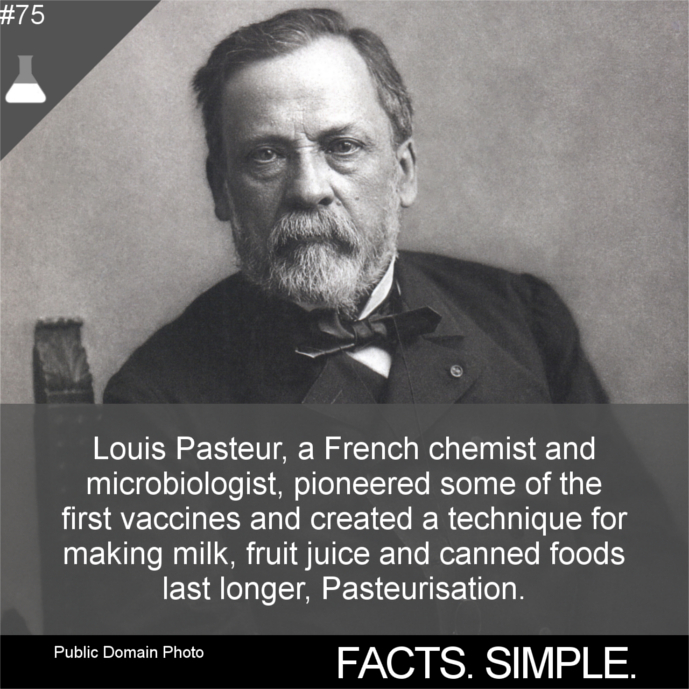 #75
Louis Pasteur, a French chemist and
microbiologist, pioneered some of the
first vaccines and created a technique for
making milk, fruit juice and canned foods
last longer, Pasteurisation.
Public Domain Photo
FACTS. SIMPLE.